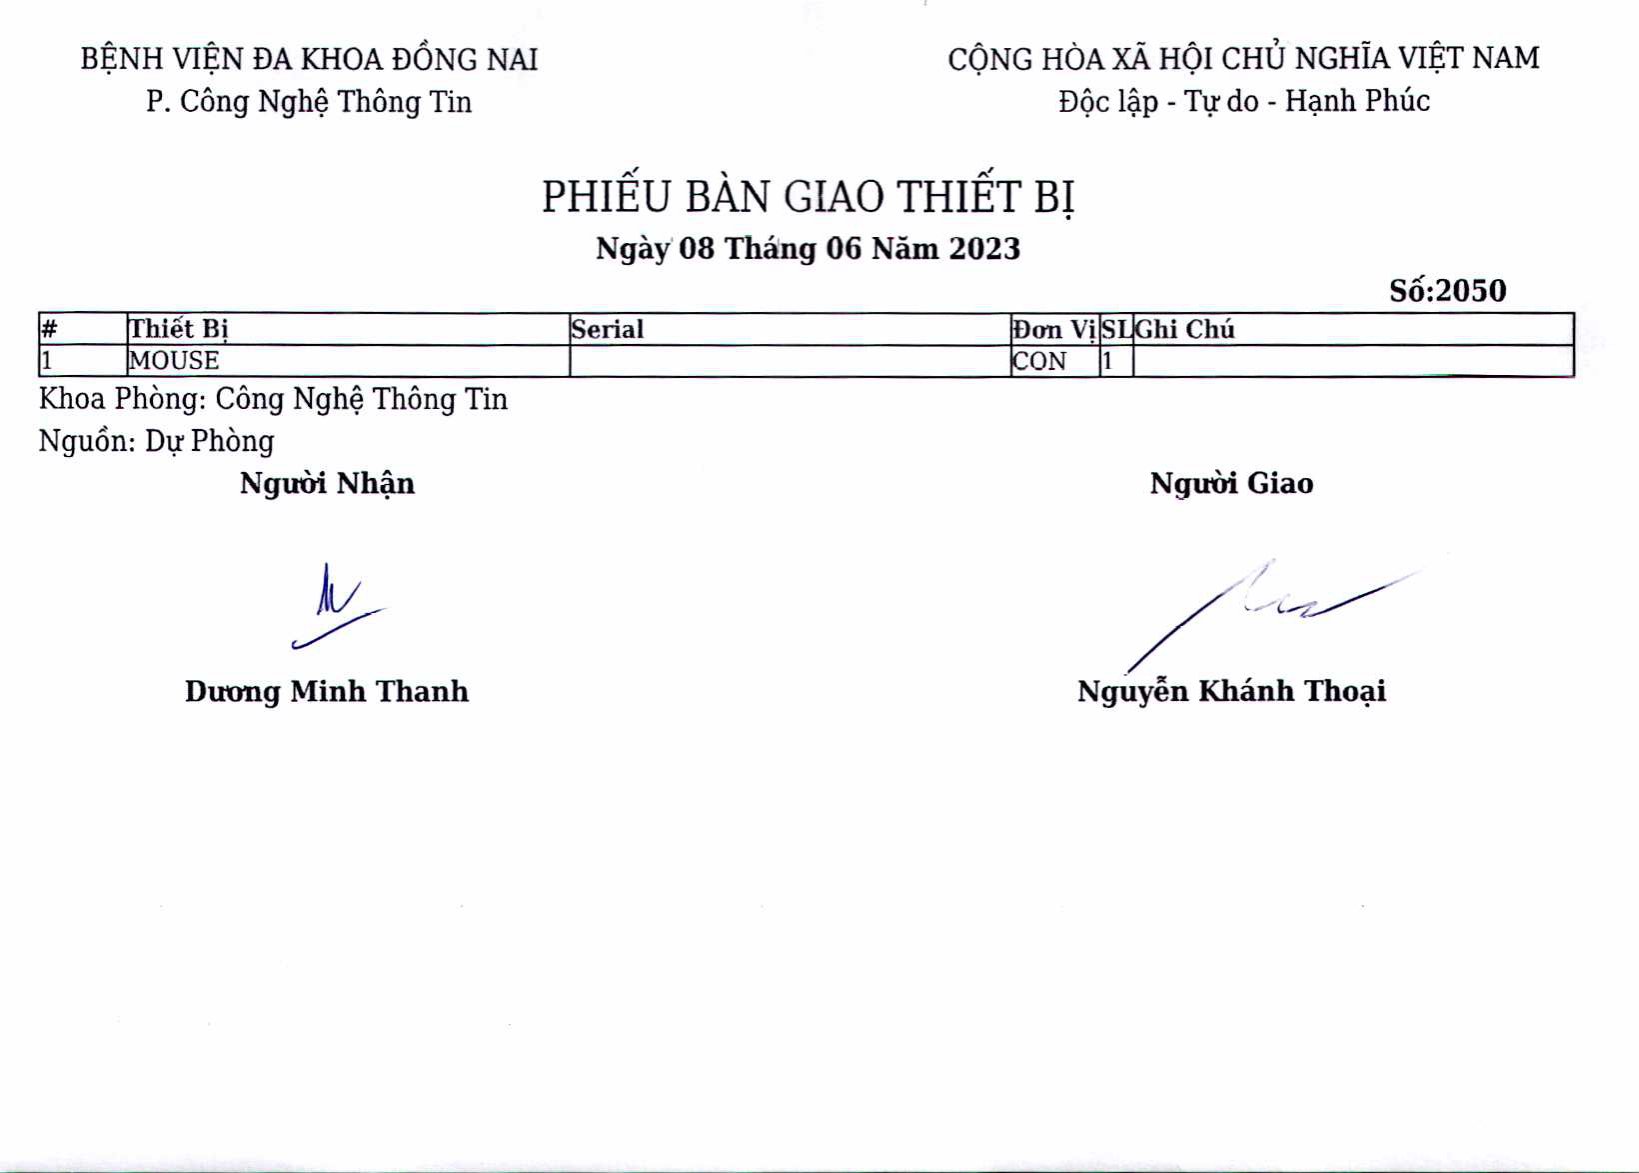 BỆNH VIỆN ĐA KHOA ĐỒNG NAI
P. Công Nghệ Thông Tin
CỘNG HÒA XÃ HỘI CHỦ NGHĨA VIỆT NAM
Độc lập - Tự do - Hạnh Phúc
PHIẾU BÀN GIAO THIẾT BỊ
Ngày 08 Tháng 06 Năm 2023
Số:2050
# Thiết Bị Serial Đơn Vị SL Ghi Chú
1 MOUSE CON 1
Khoa Phòng: Công Nghệ Thông Tin
Nguồn: Dự Phòng
Người Nhận Người Giao
Dương Minh Thanh Nguyễn Khánh Thoại